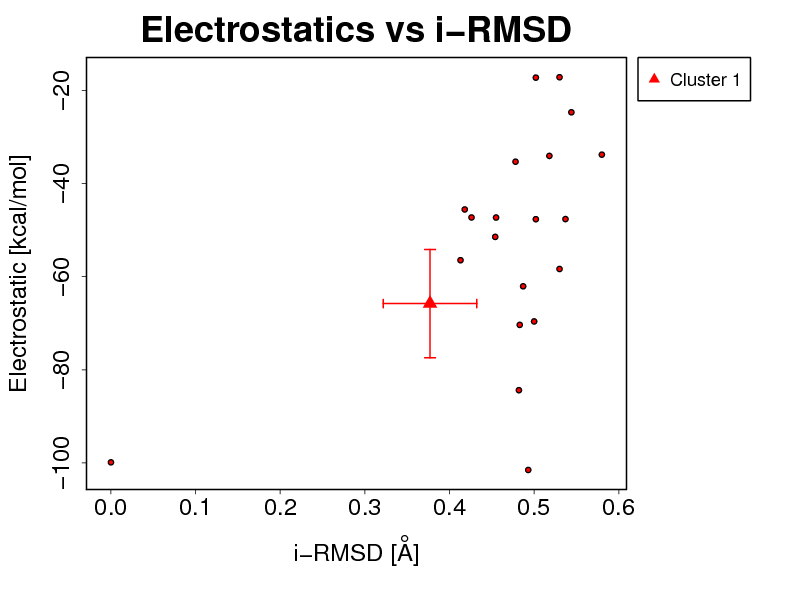 Electrostatics vs i−RMSD
Cluster 1
Electrostatic [kcal/mol]
−20
−40
−60
−80
−100
0.0 0.1 0.2 0.3 0.4 0.5 0.6
i−RMSD [Å]